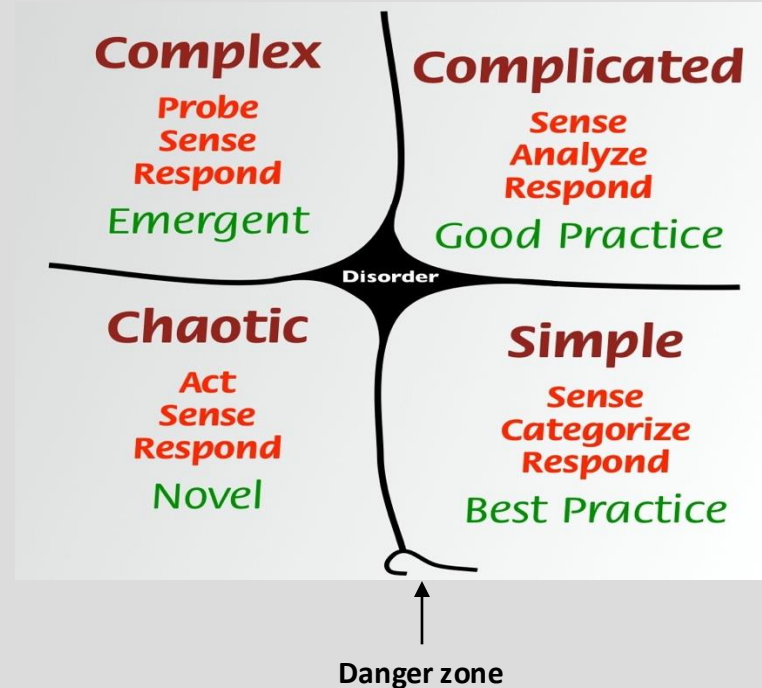 Complex
Probe
Sense
Respond
Emergent
Complicated
Sense
Analyze
Respond
Good Practice
Disorder
Chaotic
Act
Sense
Respond
Novel
Simple
Sense
Categorize
Respond
Best Practice
Danger zone